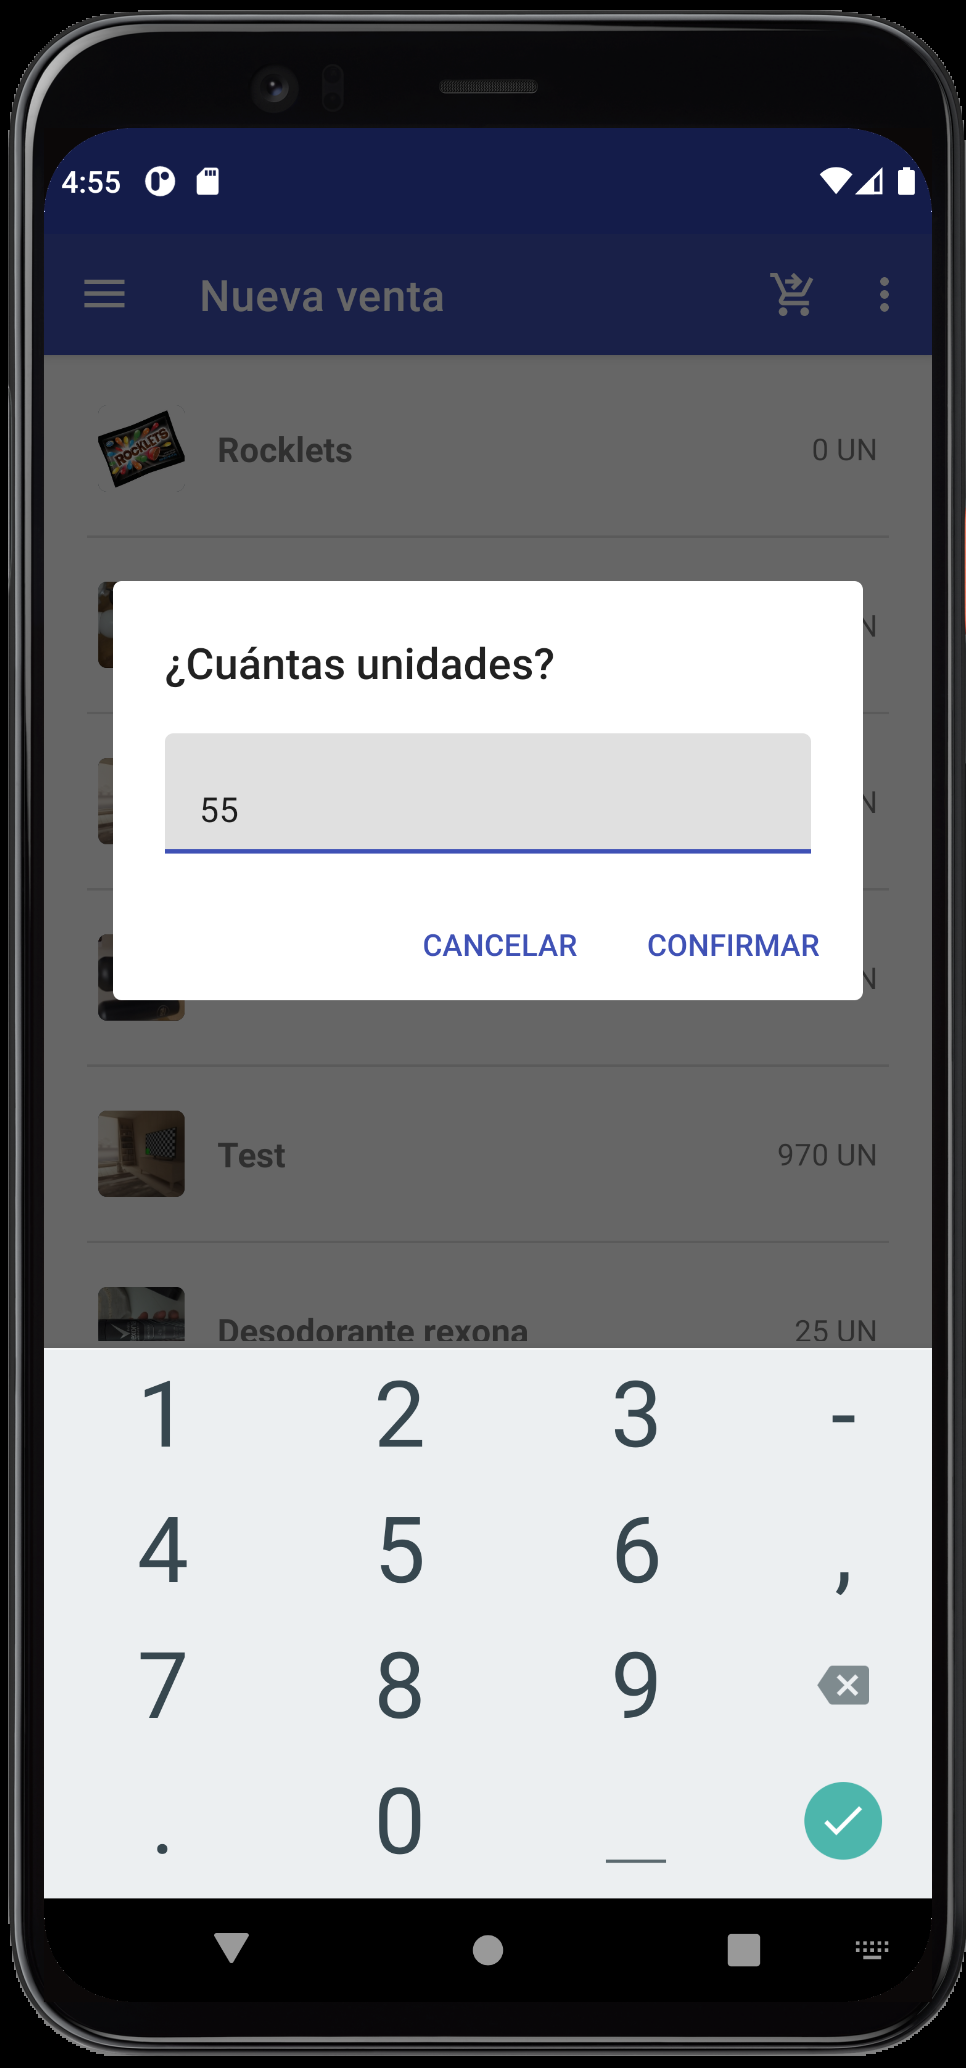 4:55
Nueva venta
ROCKLETS
Rocklets
0 UN
N
¿Cuántas unidades?
N
55
CANCELAR
CONFIRMAR
N
Test
970 UN
Desodorante rexona
25 UN
1 2 3 -
4 5 6 ,
7 8 9
. 0